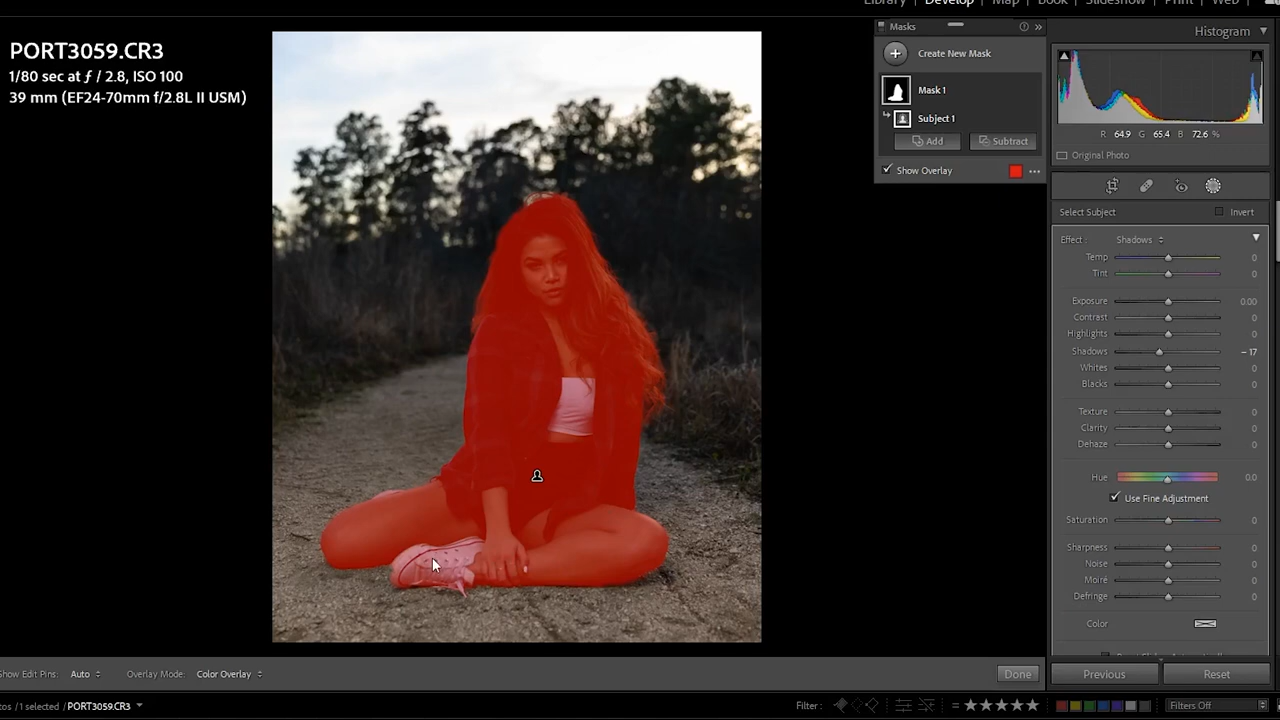 Library | Develop | Map | Book | Slideshow | Print | Web
PORT3059.CR3
1/80 sec at ƒ / 2.8, ISO 100
39 mm (EF24-70mm f/2.8L II USM)
Masks
Create New Mask
Mask 1
Subject 1
Add
Subtract
Show Overlay
Histogram
R 64.9 G 65.4 B 72.6 %
Original Photo
Select Subject
Invert
Effect : Shadows
Temp 0
Tint 0
Exposure 0.00
Contrast 0
Highlights 0
Shadows – 17
Whites 0
Blacks 0
Texture 0
Clarity 0
Dehaze 0
Hue 0.0
Use Fine Adjustment
Saturation 0
Sharpness 0
Noise 0
Moiré 0
Defringe 0
Color
Show Edit Pins: Auto Overlay Mode: Color Overlay
Done
Previous
Reset
/1 selected / PORT3059.CR3
Filter :
Filters Off